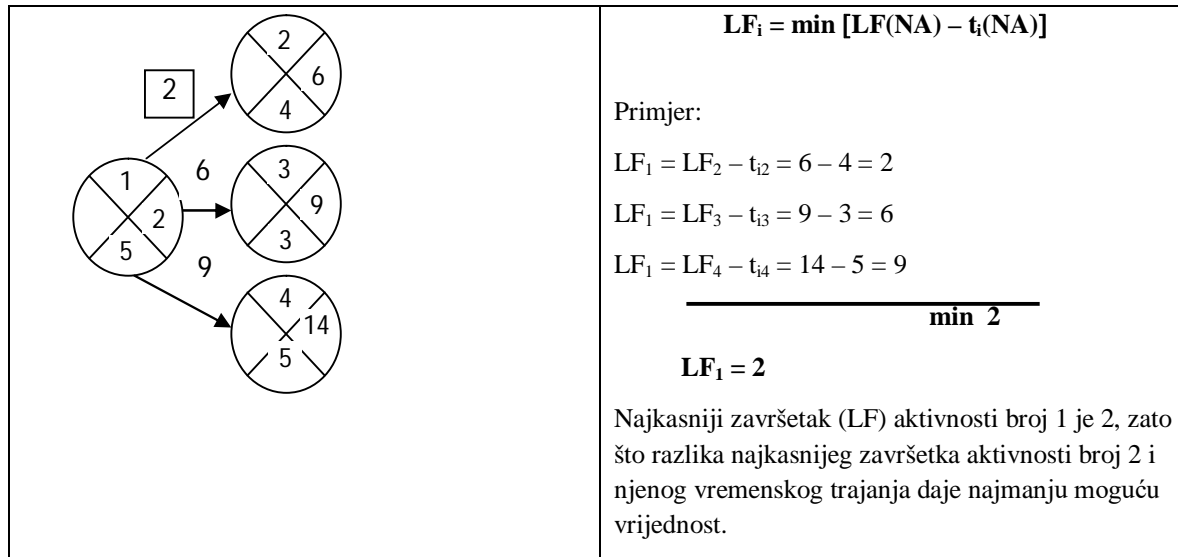 2
6
4
2
1
2
5
6
3
9
3
9
4
14
5
LFi = min [LF(NA) – ti(NA)]
Primjer:
LF1 = LF2 – ti2 = 6 – 4 = 2
LF1 = LF3 – ti3 = 9 – 3 = 6
LF1 = LF4 – ti4 = 14 – 5 = 9
min 2
LF1 = 2
Najkasniji završetak (LF) aktivnosti broj 1 je 2, zato
što razlika najkasnijeg završetka aktivnosti broj 2 i
njenog vremenskog trajanja daje najmanju moguću
vrijednost.